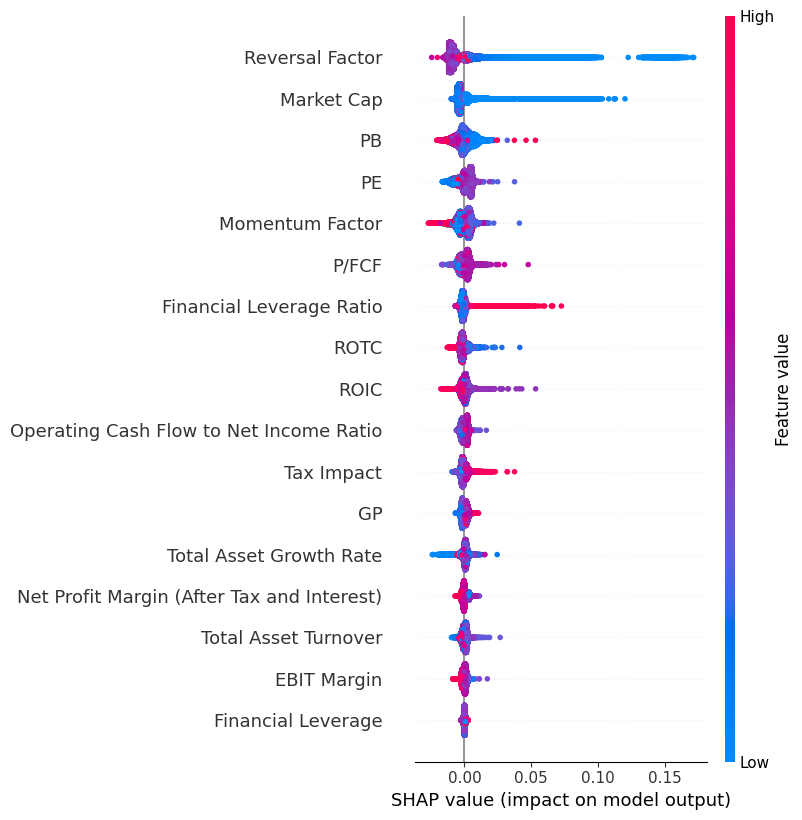 High
Reversal Factor
Market Cap
PB
PE
Momentum Factor
P/FCF
Financial Leverage Ratio
ROTC
ROIC
Operating Cash Flow to Net Income Ratio
Tax Impact
GP
Total Asset Growth Rate
Net Profit Margin (After Tax and Interest)
Total Asset Turnover
EBIT Margin
Financial Leverage
Feature value
Low
0.00 0.05 0.10 0.15
SHAP value (impact on model output)